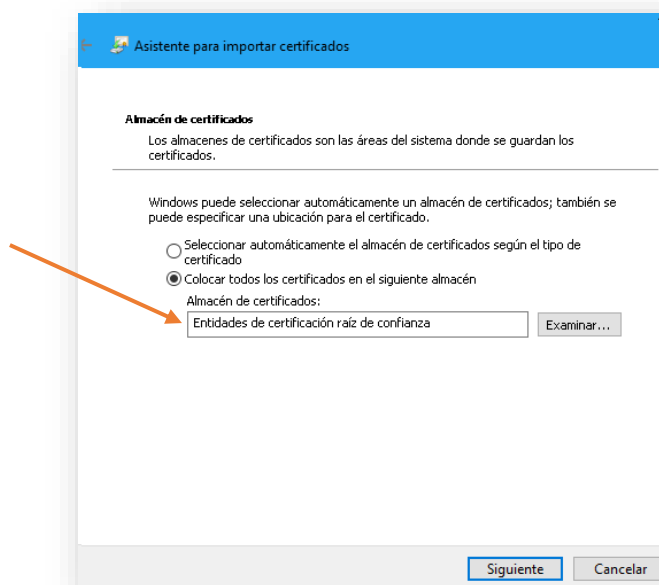 Asistente para importar certificados
Almacén de certificados
Los almacenes de certificados son las áreas del sistema donde se guardan los
certificados.
Windows puede seleccionar automáticamente un almacén de certificados; también se
puede especificar una ubicación para el certificado.
Seleccionar automáticamente el almacén de certificados según el tipo de
certificado
Colocar todos los certificados en el siguiente almacén
Almacén de certificados:
Entidades de certificación raíz de confianza
Examinar...
Siguiente
Cancelar